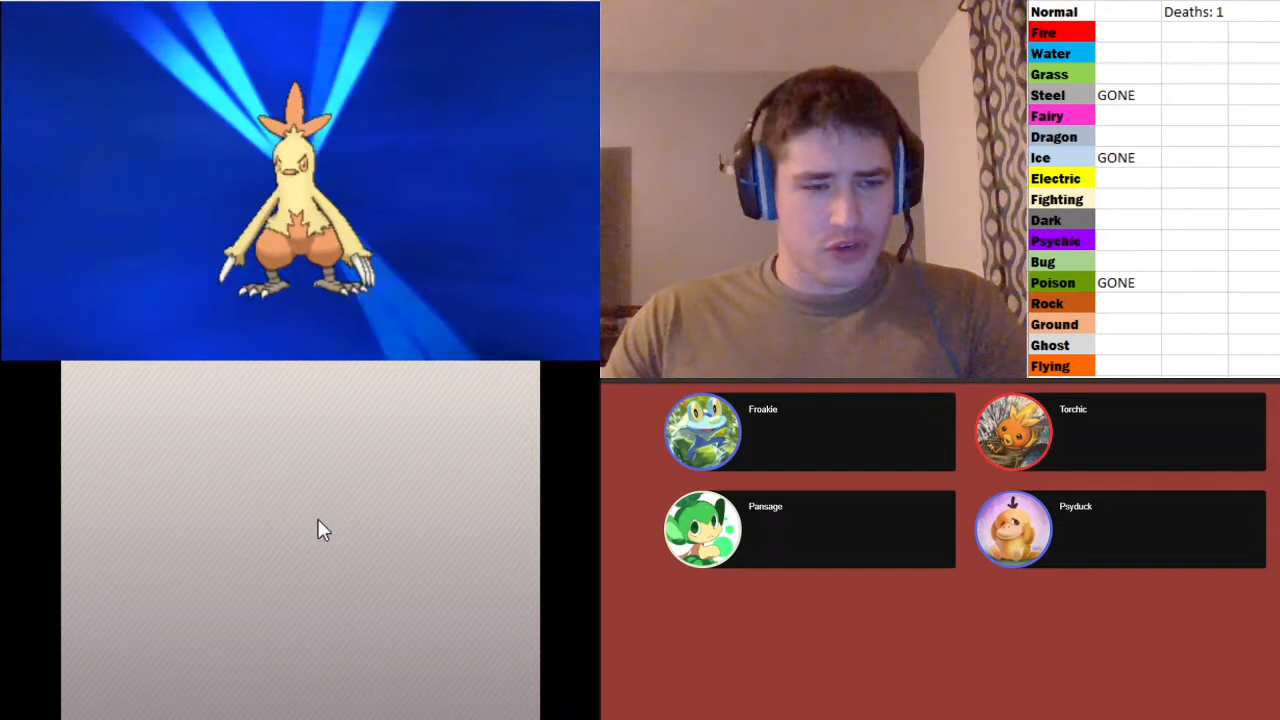 Normal Deaths: 1
Fire
Water
Grass
Steel GONE
Fairy
Dragon
Ice GONE
Electric
Fighting
Dark
Psychic
Bug
Poison GONE
Rock
Ground
Ghost
Flying
Froakie
Torchic
Pansage
Psyduck